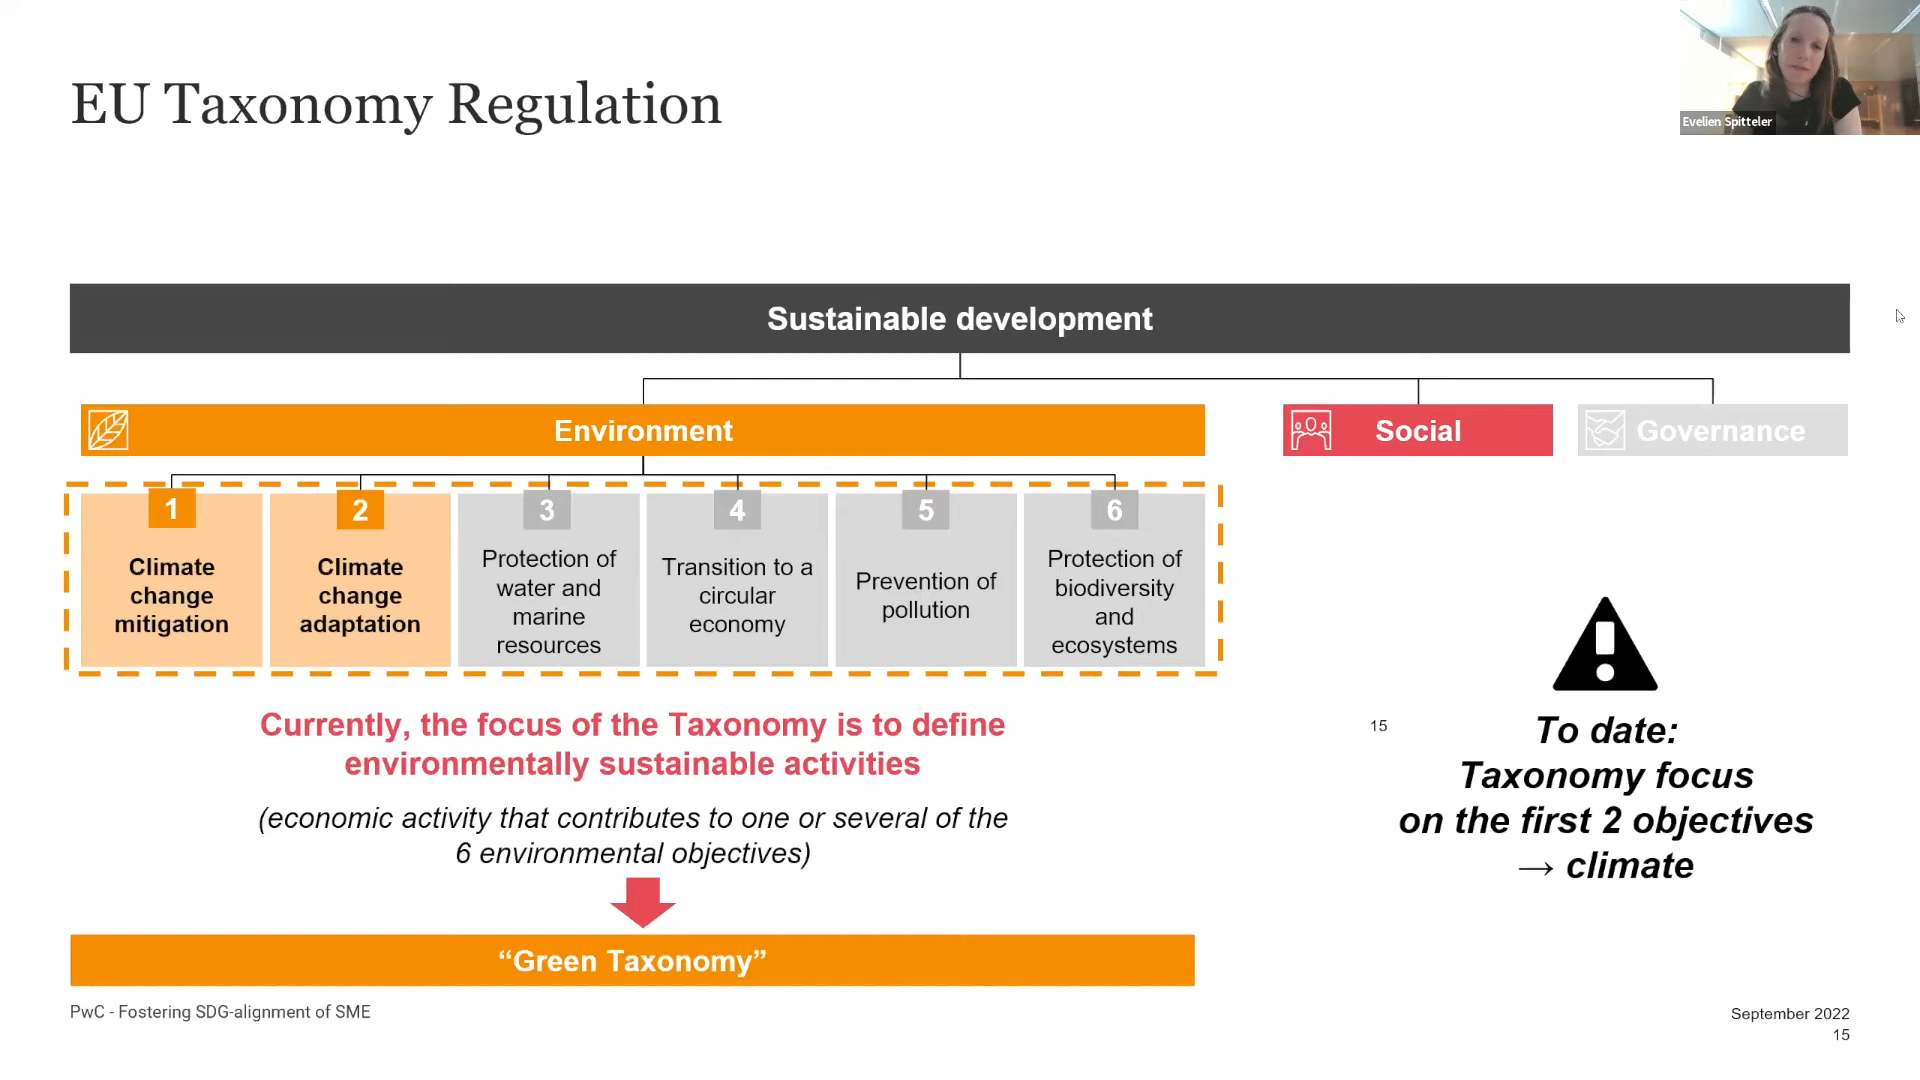 EU Taxonomy Regulation
Evelien Spitteler
Sustainable development
Environment
Social
Governance
1
Climate
change
mitigation
2
Climate
change
adaptation
3
Protection of
water and
marine
resources
4
Transition to a
circular
economy
5
Prevention of
pollution
6
Protection of
biodiversity
and
ecosystems
Currently, the focus of the Taxonomy is to define
environmentally sustainable activities
(economic activity that contributes to one or several of the
6 environmental objectives)
“Green Taxonomy”
15
To date:
Taxonomy focus
on the first 2 objectives
→ climate
PwC - Fostering SDG-alignment of SME
September 2022
15